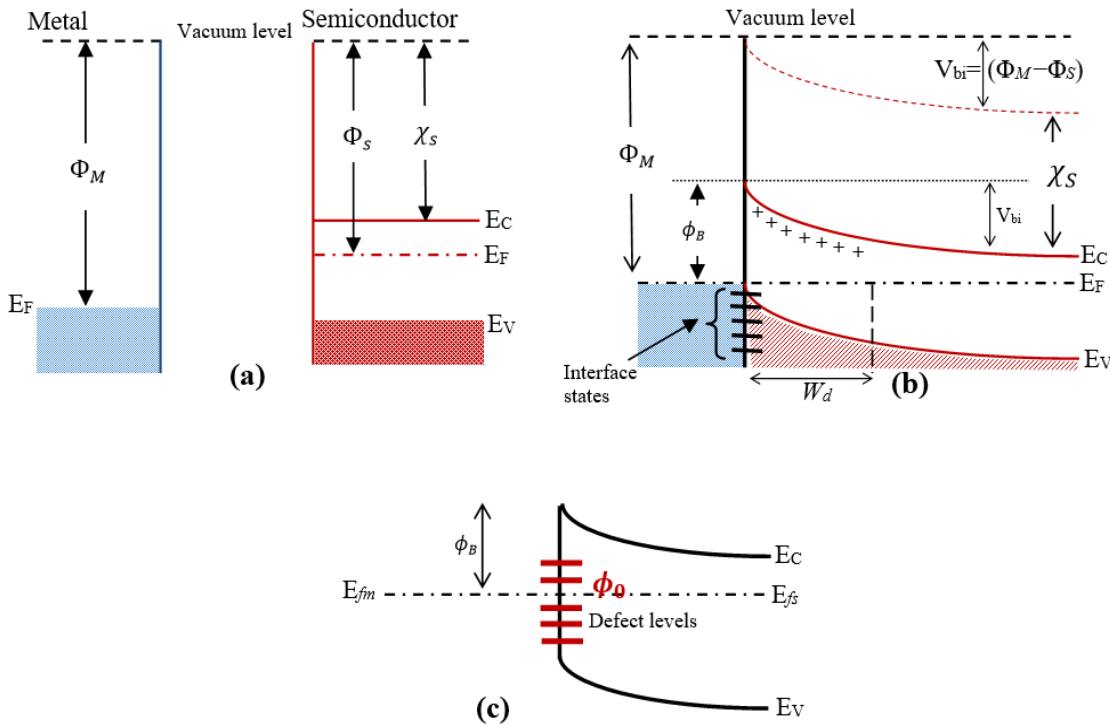 Metal
Vacuum level
Semiconductor
Φ_M
Φ_s
χ_s
E_C
E_F
E_F
E_V
(a)
Vacuum level
V_bi= (Φ_M−Φ_S)
Φ_M
χ_S
ϕ_B
V_bi
+ + + + + + +
E_C
E_F
Interface
states
E_V
W_d
(b)
ϕ_B
E_C
E_fm
ϕ_0
E_fs
Defect levels
E_V
(c)